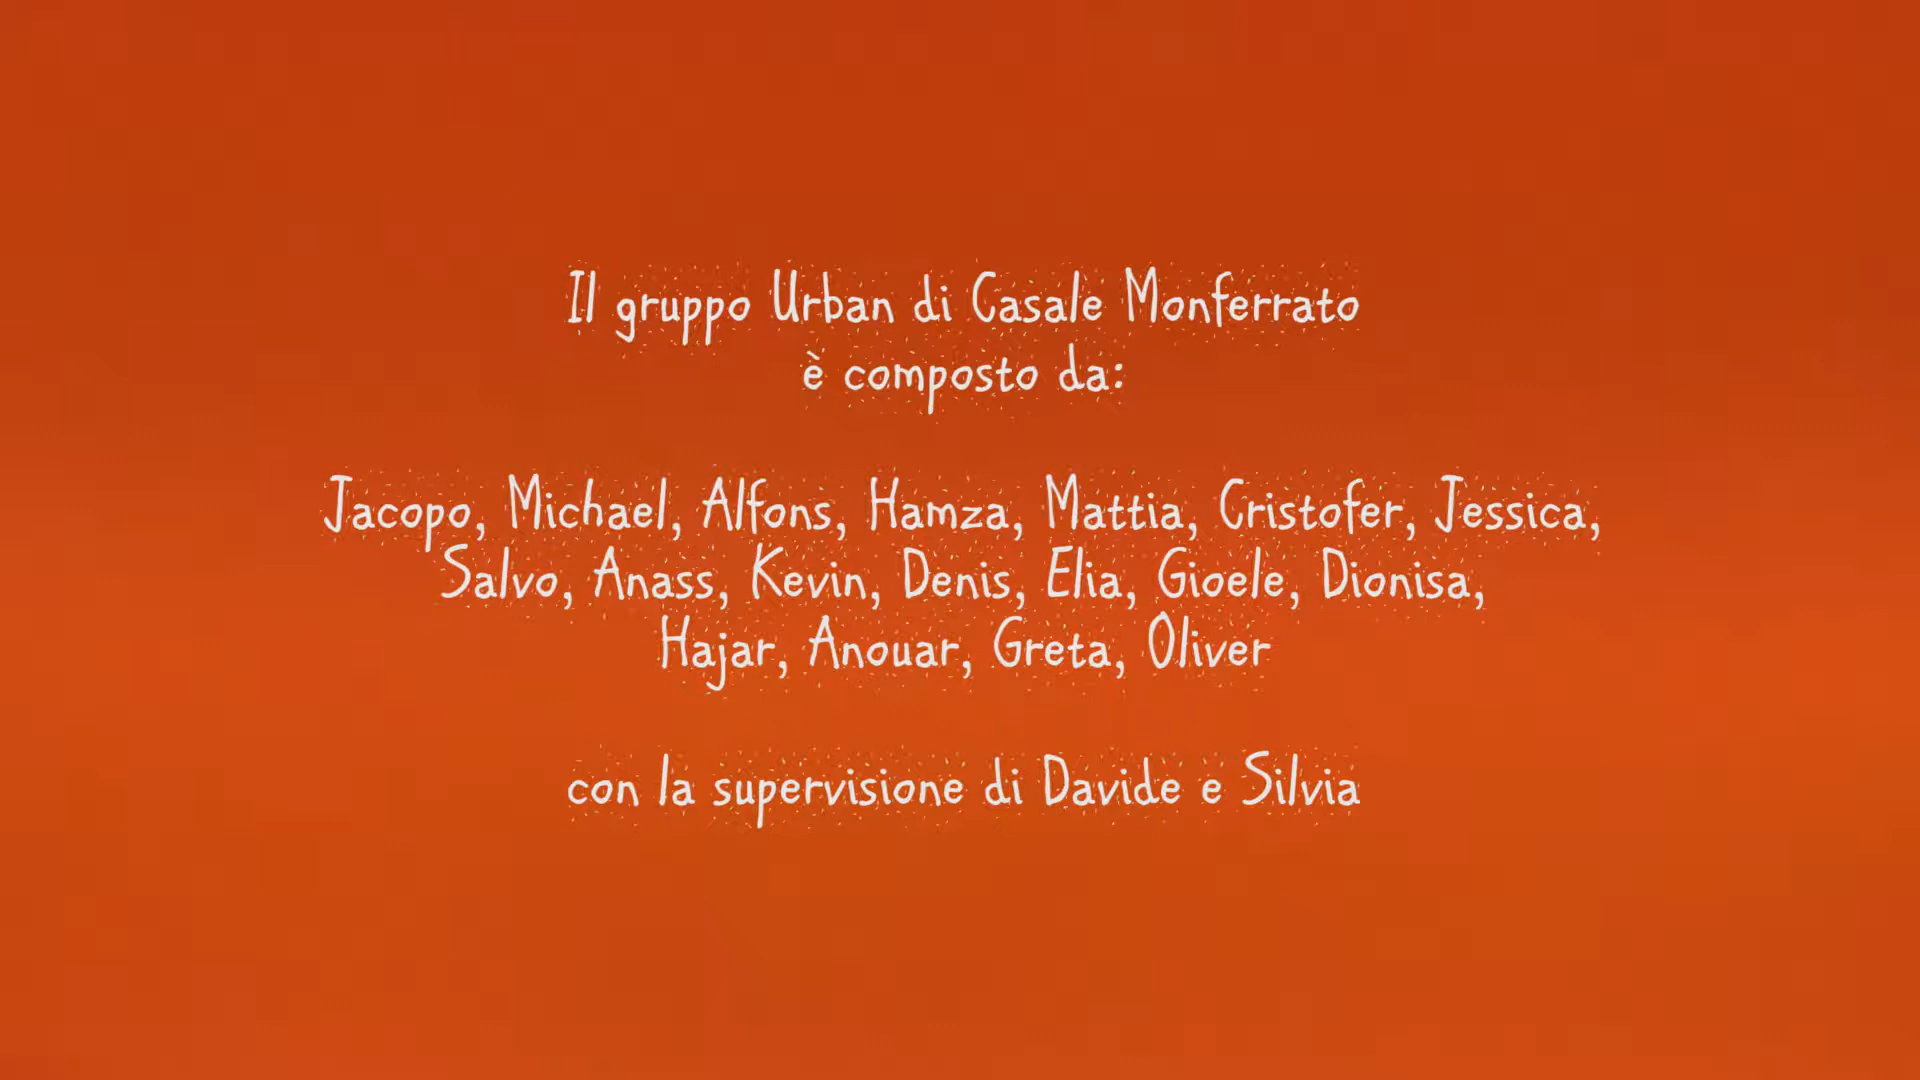 Il gruppo Urban di Casale Monferrato
è composto da:
Jacopo, Michael, Alfons, Hamza, Mattia, Cristofer, Jessica,
Salvo, Anass, Kevin, Denis, Elia, Gioele, Dionisa,
Hajar, Anouar, Greta, Oliver
con la supervisione di Davide e Silvia